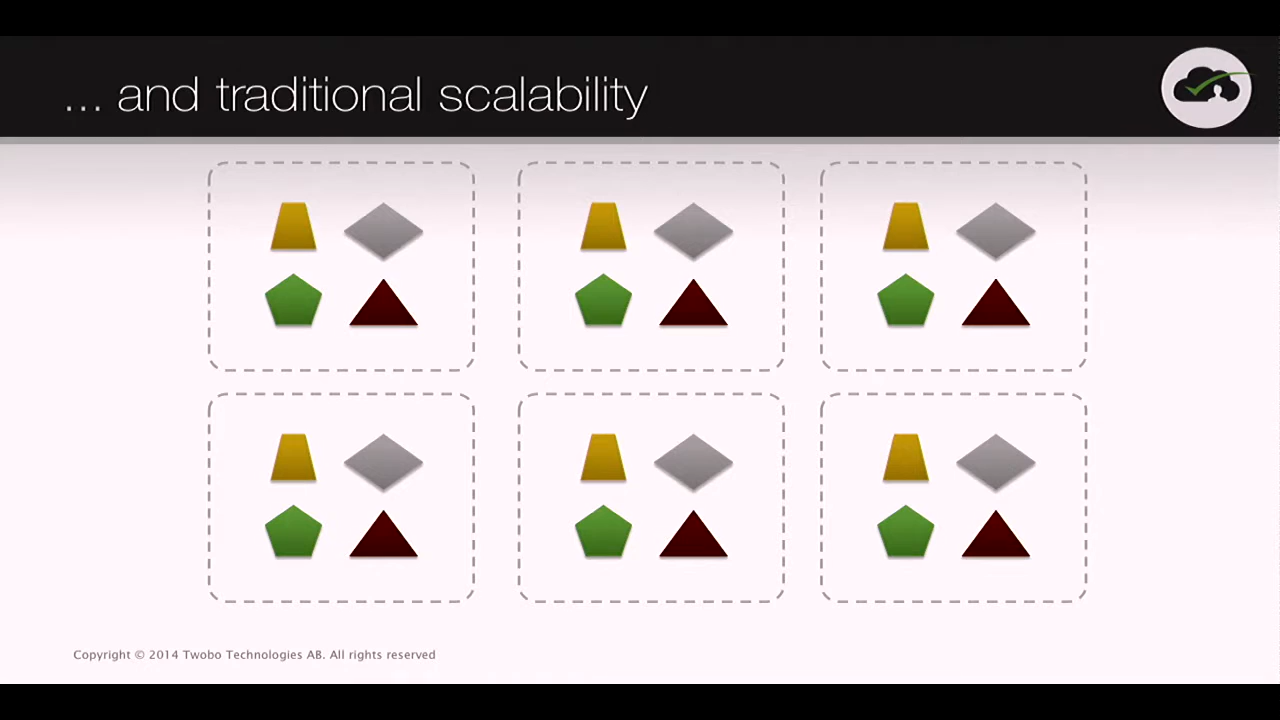 ... and traditional scalability
Copyright © 2014 Twobo Technologies AB. All rights reserved